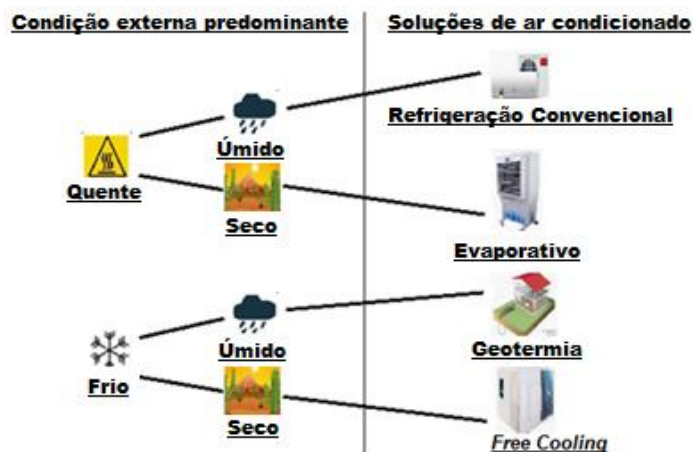 Condição externa predominante
Soluções de ar condicionado
Refrigeração Convencional
Úmido
Quente
Seco
Evaporativo
Úmido
Geotermia
Frio
Seco
Free Cooling